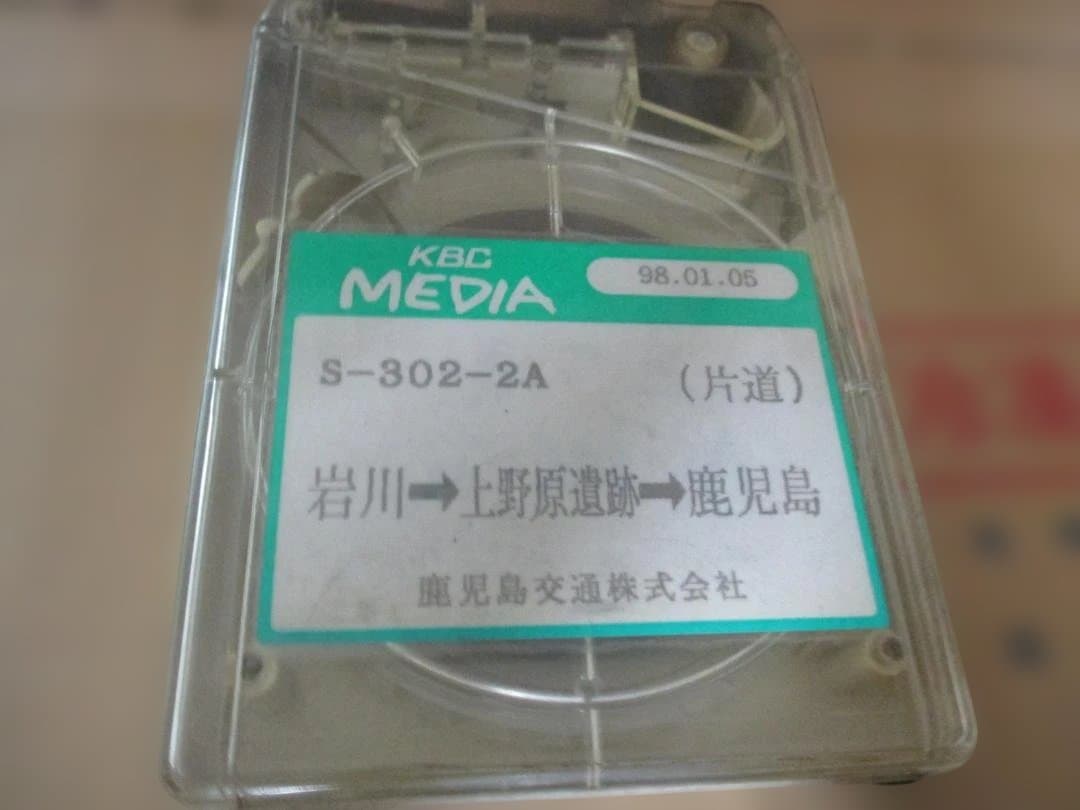 KBC
MEDIA
98.01.05
S-302-2A
(片道)
岩川➡上野原遺跡➡鹿児島
鹿児島交通株式会社